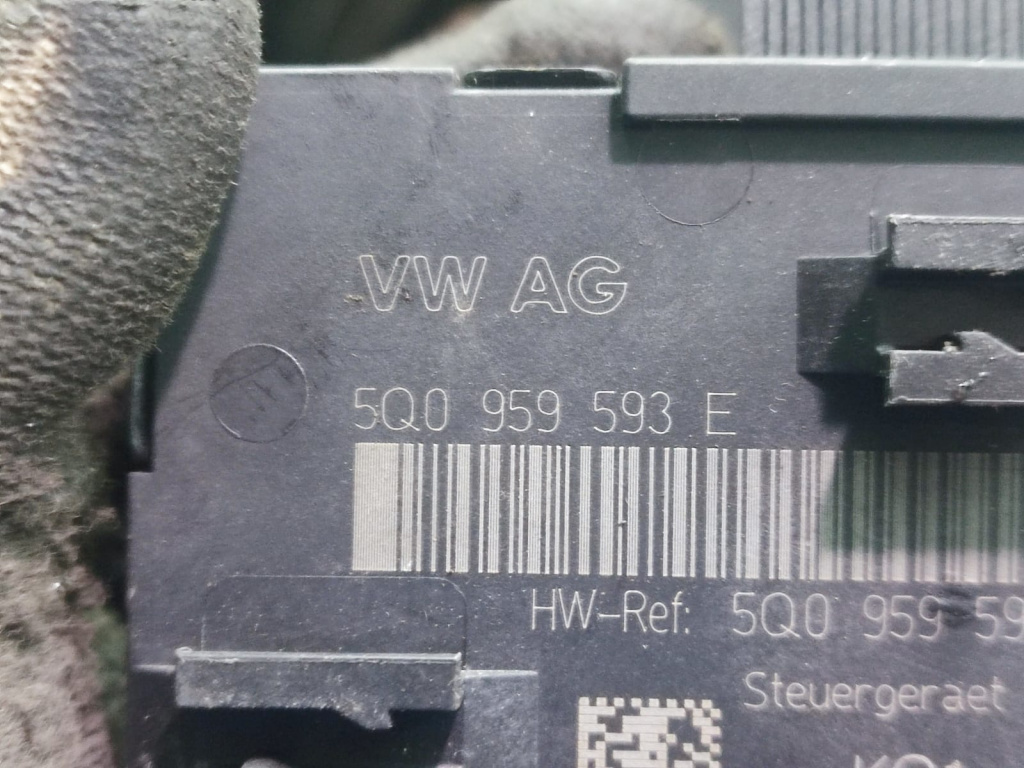 VW AG
5Q0 959 593 E
HW-Ref: 5Q0 959 59
Steuergeraet